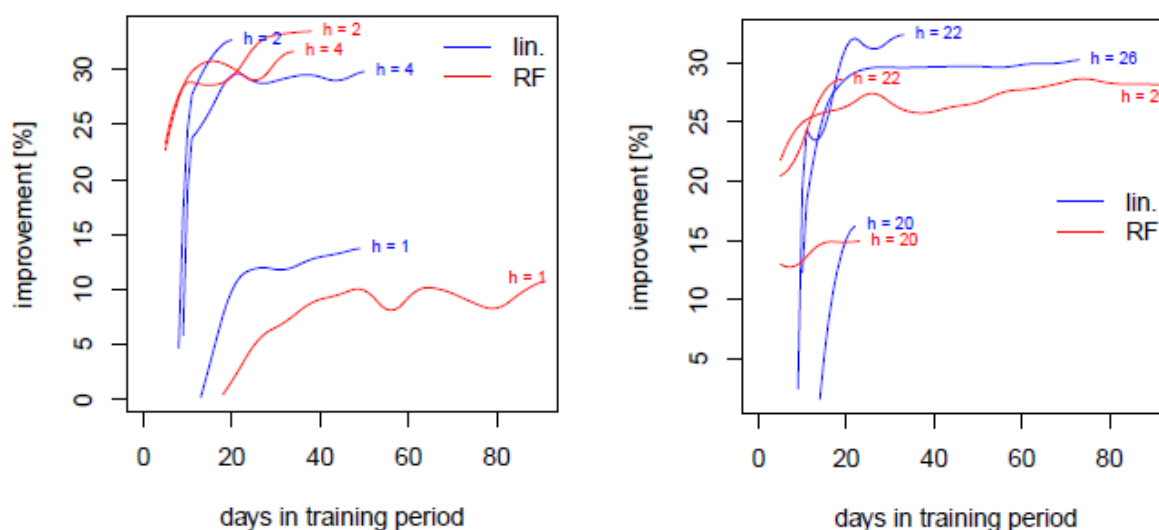 improvement [%]
0 5 10 15 20 25 30
h = 2
h = 2
h = 4
h = 4
h = 1
h = 1
lin.
RF
0 20 40 60 80
days in training period
improvement [%]
5 10 15 20 25 30
h = 22
h = 26
h = 22
h = 20
h = 20
lin.
RF
0 20 40 60 80
days in training period